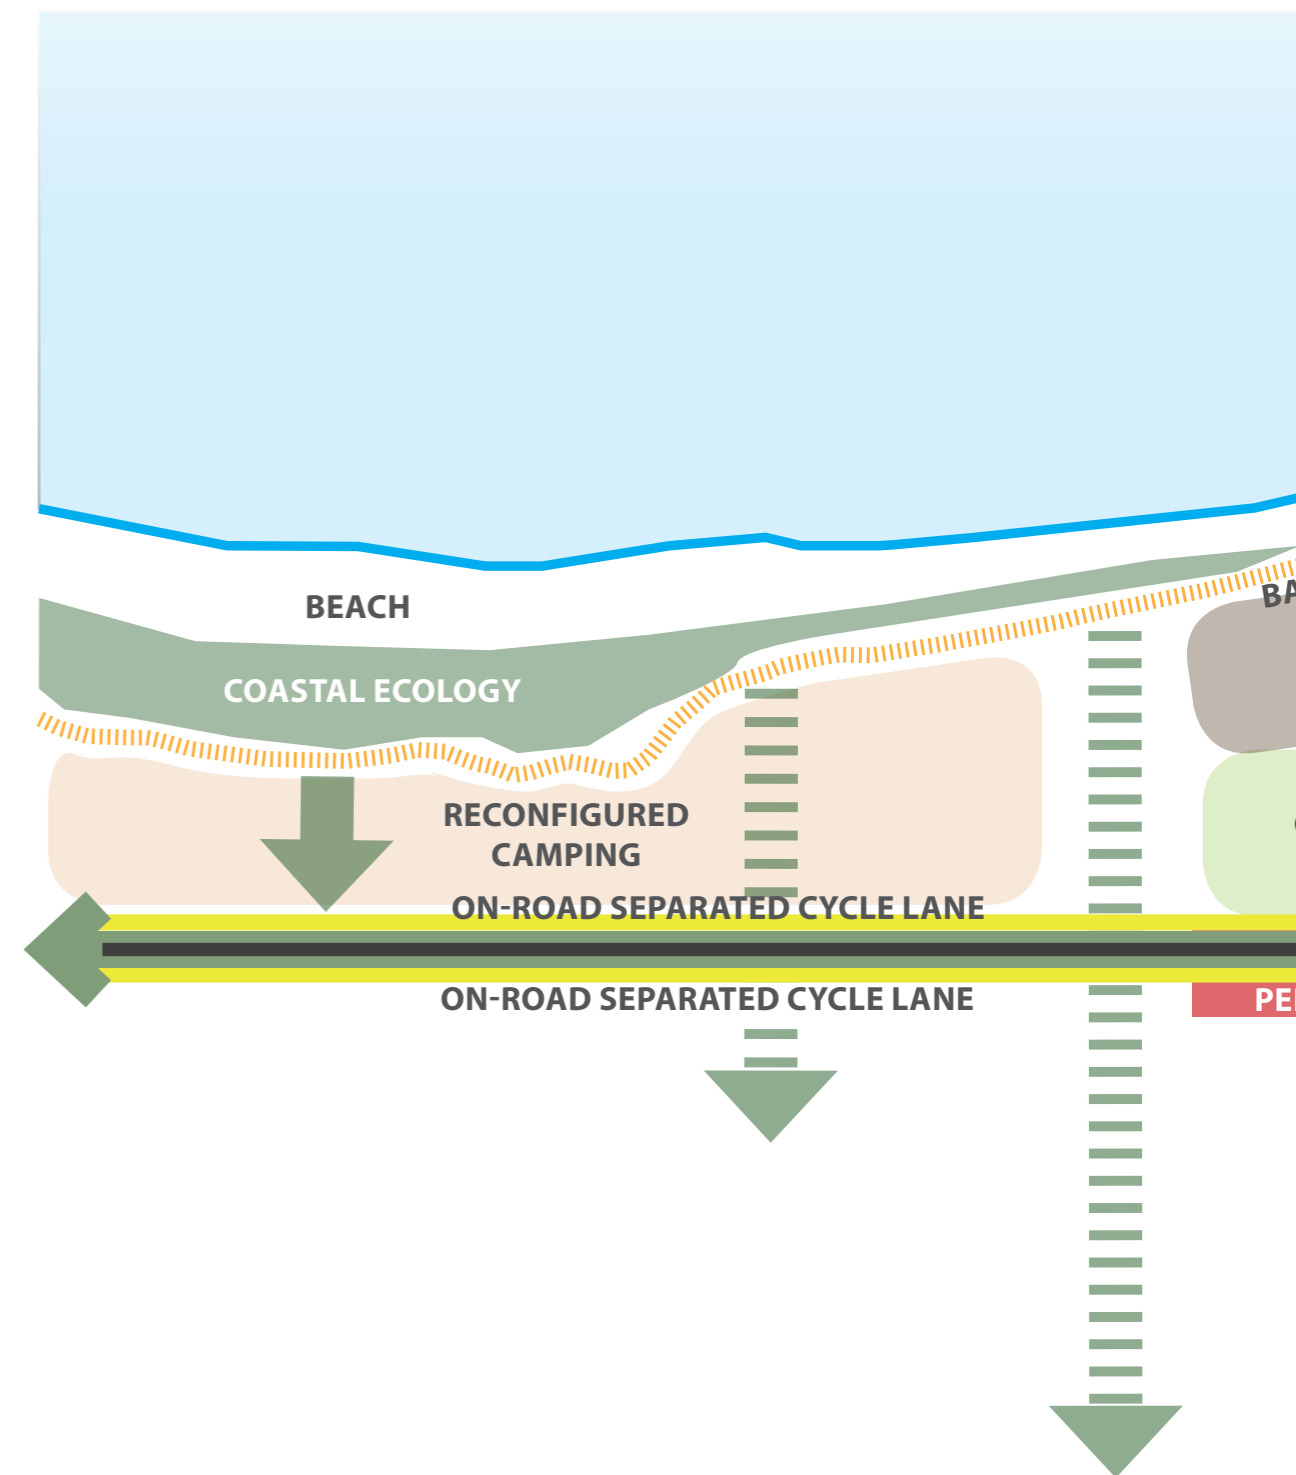 BEACH
COASTAL ECOLOGY
RECONFIGURED
CAMPING
ON-ROAD SEPARATED CYCLE LANE
ON-ROAD SEPARATED CYCLE LANE